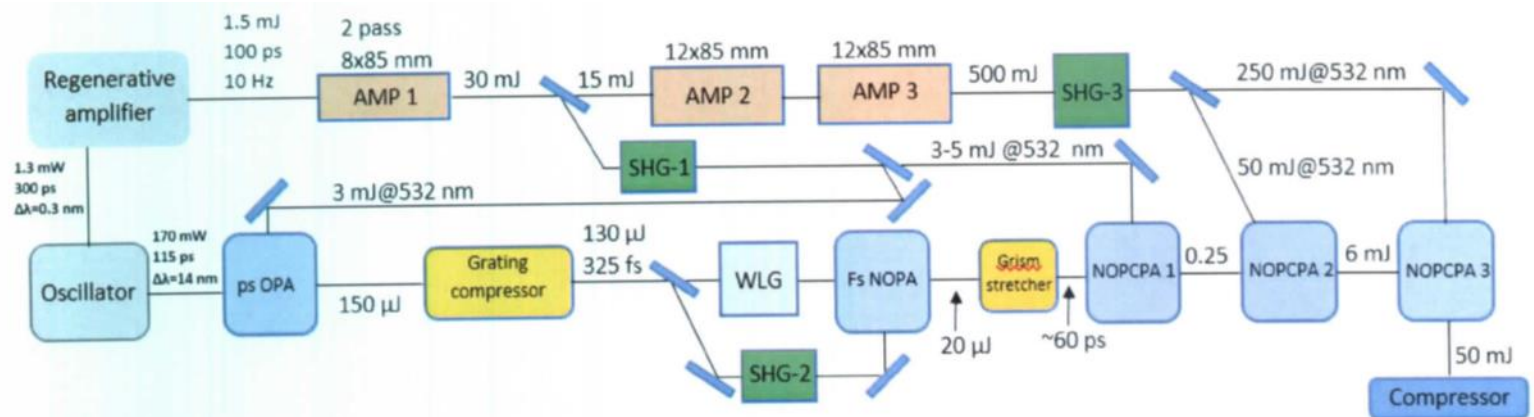 1.5 mJ
100 ps
10 Hz
2 pass
8x85 mm
AMP 1
30 mJ
15 mJ
12x85 mm
AMP 2
12x85 mm
AMP 3
500 mJ
SHG-3
250 mJ@532 nm
Regenerative
amplifier
SHG-1
3-5 mJ @532 nm
50 mJ@532 nm
1.3 mW
300 ps
Δλ=0.3 nm
3 mJ@532 nm
170 mW
115 ps
Δλ=14 nm
Oscillator
ps OPA
150 μJ
Grating
compressor
130 μJ
325 fs
WLG
Fs NOPA
20 μJ
Grism
stretcher
~60 ps
NOPCPA 1
0.25
NOPCPA 2
6 mJ
NOPCPA 3
SHG-2
50 mJ
Compressor